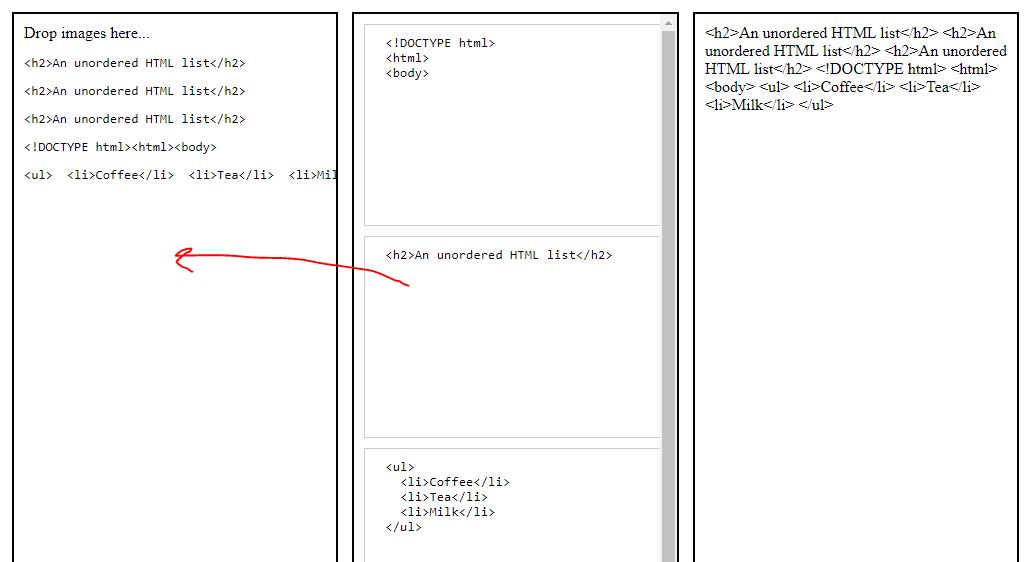 Drop images here...
<h2>An unordered HTML list</h2>
<h2>An unordered HTML list</h2>
<h2>An unordered HTML list</h2>
<!DOCTYPE html><html><body>
<ul>  <li>Coffee</li>  <li>Tea</li>  <li>Mil
<!DOCTYPE html>
<html>
<body>
<h2>An unordered HTML list</h2>
<ul>
  <li>Coffee</li>
  <li>Tea</li>
  <li>Milk</li>
</ul>
<h2>An unordered HTML list</h2> <h2>An
unordered HTML list</h2> <h2>An unordered
HTML list</h2> <!DOCTYPE html> <html>
<body> <ul> <li>Coffee</li> <li>Tea</li>
<li>Milk</li> </ul>